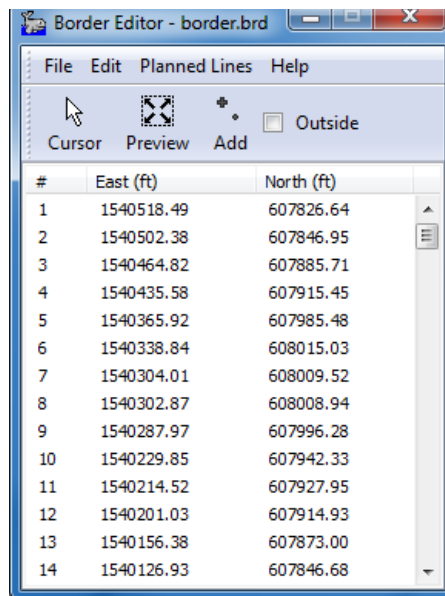 Border Editor - border.brd
File Edit Planned Lines Help
Cursor Preview Add Outside
# East (ft) North (ft)
1 1540518.49 607826.64
2 1540502.38 607846.95
3 1540464.82 607885.71
4 1540435.58 607915.45
5 1540365.92 607985.48
6 1540338.84 608015.03
7 1540304.01 608009.52
8 1540302.87 608008.94
9 1540287.97 607996.28
10 1540229.85 607942.33
11 1540214.52 607927.95
12 1540201.03 607914.93
13 1540156.38 607873.00
14 1540126.93 607846.68